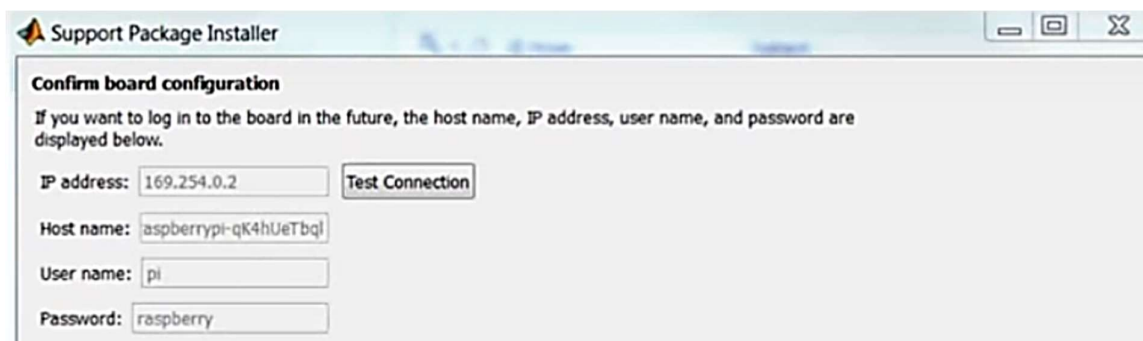 Support Package Installer
Confirm board configuration
If you want to log in to the board in the future, the host name, IP address, user name, and password are
displayed below.
IP address: 169.254.0.2 Test Connection
Host name: aspberrypi-qK4hUeTbql
User name: pi
Password: raspberry